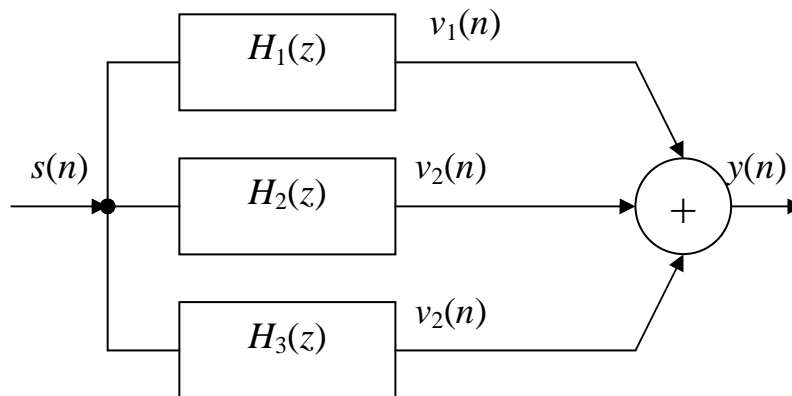 H₁(z)
v₁(n)
s(n)
H₂(z)
v₂(n)
+
y(n)
H₃(z)
v₂(n)